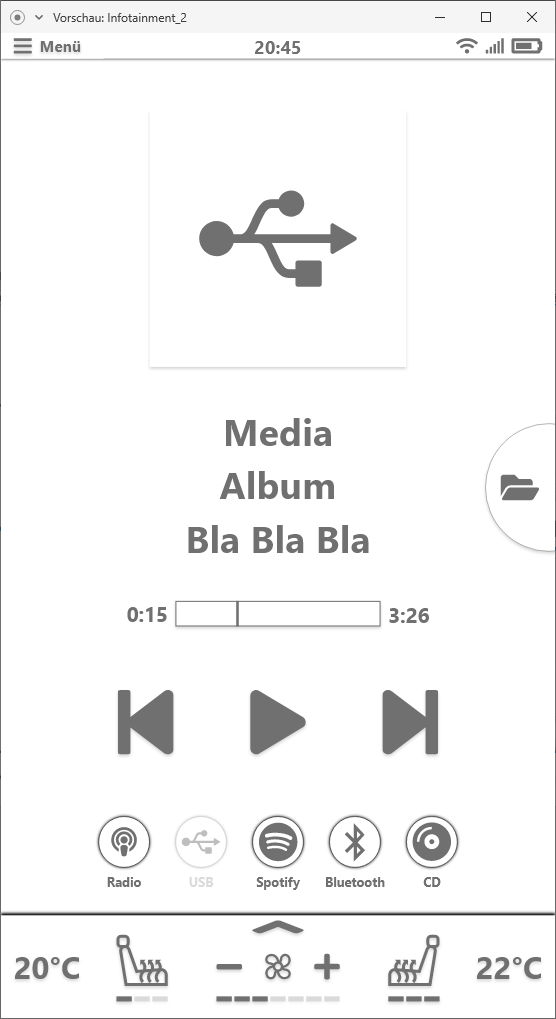 Vorschau: Infotainment_2
Menü 20:45
Media
Album
Bla Bla Bla
0:15 3:26
Radio USB Spotify Bluetooth CD
20°C 22°C